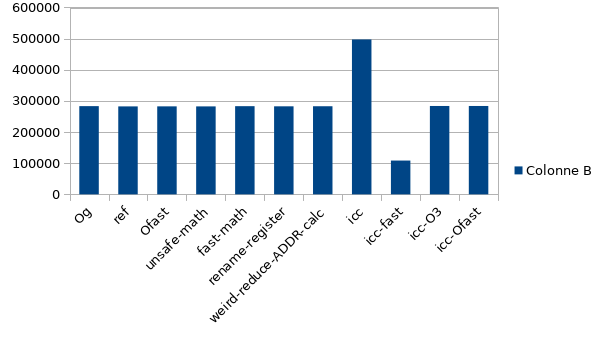 600000
500000
400000
300000
200000
100000
0
Og
ref
Ofast
unsafe-math
fast-math
rename-register
weird-reduce-ADDR-calc
icc
icc-fast
icc-O3
icc-Ofast
Colonne B